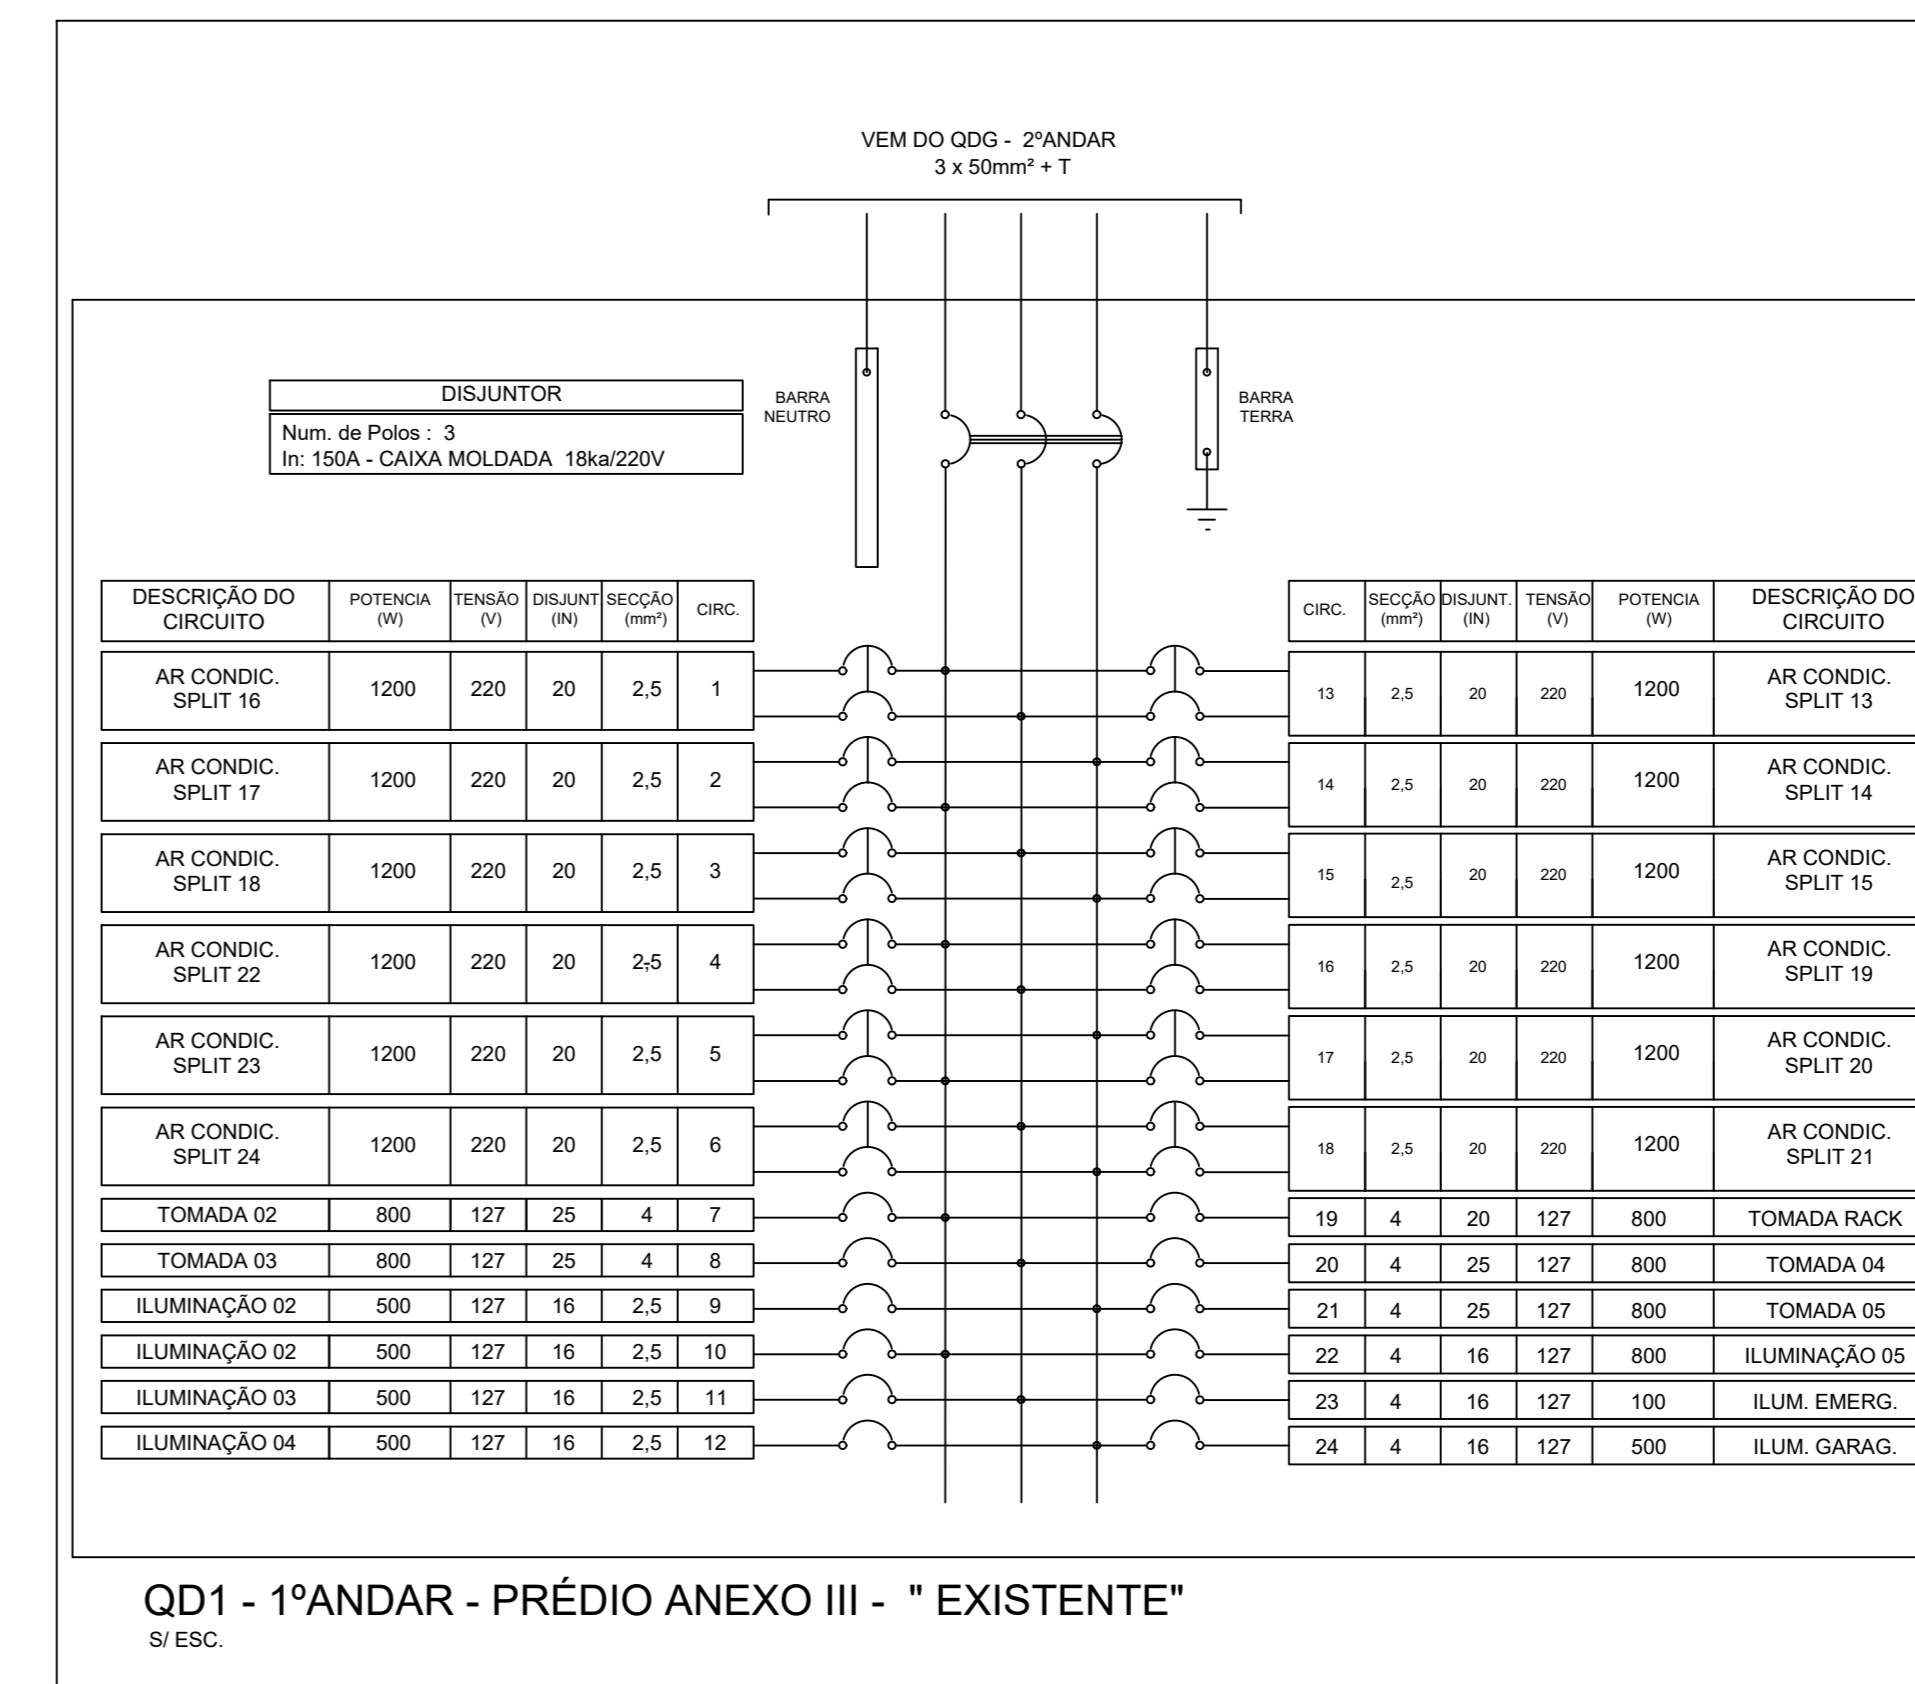 VEM DO QDG - 2ºANDAR
3 x 50mm² + T
DISJUNTOR
Num. de Polos : 3
In: 150A - CAIXA MOLDADA 18ka/220V
BARRA
NEUTRO
BARRA
TERRA
DESCRIÇÃO DO CIRCUITO POTENCIA (W) TENSÃO (V) DISJUNT. (IN) SECÇÃO (mm²) CIRC.
AR CONDIC. SPLIT 16 1200 220 20 2,5 1
AR CONDIC. SPLIT 17 1200 220 20 2,5 2
AR CONDIC. SPLIT 18 1200 220 20 2,5 3
AR CONDIC. SPLIT 22 1200 220 20 2,5 4
AR CONDIC. SPLIT 23 1200 220 20 2,5 5
AR CONDIC. SPLIT 24 1200 220 20 2,5 6
TOMADA 02 800 127 25 4 7
TOMADA 03 800 127 25 4 8
ILUMINAÇÃO 02 500 127 16 2,5 9
ILUMINAÇÃO 02 500 127 16 2,5 10
ILUMINAÇÃO 03 500 127 16 2,5 11
ILUMINAÇÃO 04 500 127 16 2,5 12
CIRC. SECÇÃO (mm²) DISJUNT. (IN) TENSÃO (V) POTENCIA (W) DESCRIÇÃO DO CIRCUITO
13 2,5 20 220 1200 AR CONDIC. SPLIT 13
14 2,5 20 220 1200 AR CONDIC. SPLIT 14
15 2,5 20 220 1200 AR CONDIC. SPLIT 15
16 2,5 20 220 1200 AR CONDIC. SPLIT 19
17 2,5 20 220 1200 AR CONDIC. SPLIT 20
18 2,5 20 220 1200 AR CONDIC. SPLIT 21
19 4 20 127 800 TOMADA RACK
20 4 25 127 800 TOMADA 04
21 4 25 127 800 TOMADA 05
22 4 16 127 800 ILUMINAÇÃO 05
23 4 16 127 100 ILUM. EMERG.
24 4 16 127 500 ILUM. GARAG.
QD1 - 1ºANDAR - PRÉDIO ANEXO III - " EXISTENTE"
S/ ESC.